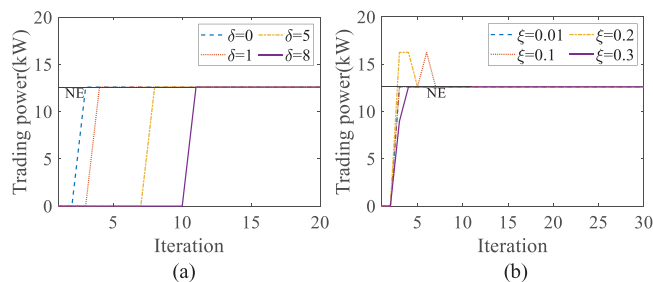 δ=0 δ=5
δ=1 δ=8
NE
Trading power(kW)
20
15
10
5
0
5 10 15 20
Iteration
(a)
ξ=0.01 ξ=0.2
ξ=0.1 ξ=0.3
NE
Trading power(kW)
20
15
10
5
0
5 10 15 20 25 30
Iteration
(b)